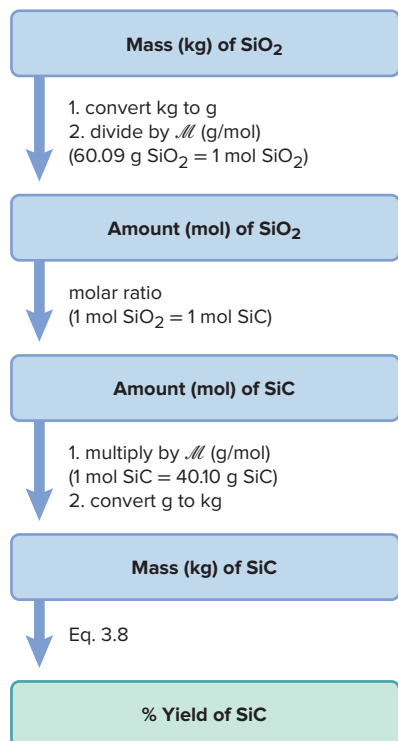 Mass (kg) of SiO₂
1. convert kg to g
2. divide by ℳ (g/mol)
(60.09 g SiO₂ = 1 mol SiO₂)
Amount (mol) of SiO₂
molar ratio
(1 mol SiO₂ = 1 mol SiC)
Amount (mol) of SiC
1. multiply by ℳ (g/mol)
(1 mol SiC = 40.10 g SiC)
2. convert g to kg
Mass (kg) of SiC
Eq. 3.8
% Yield of SiC